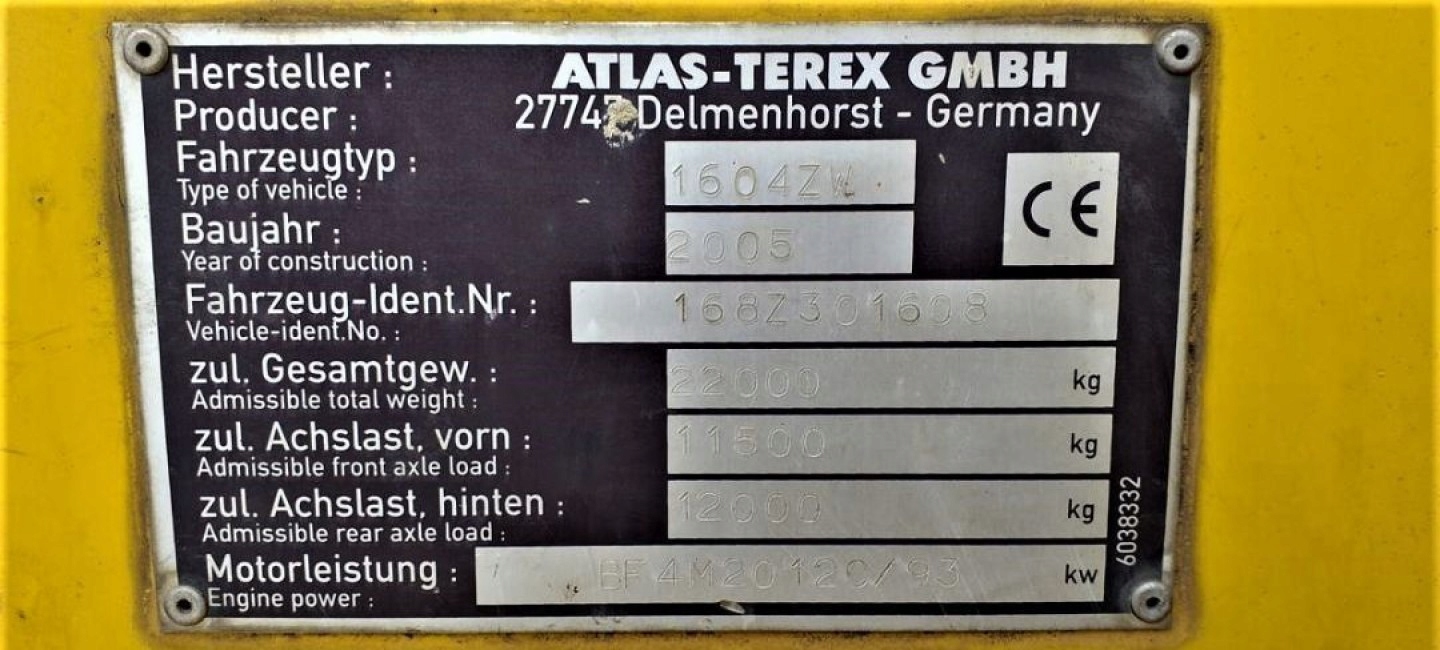 Hersteller : ATLAS-TEREX GMBH
Producer : Delmenhorst - Germany
Fahrzeugtyp : 1604ZW
Type of vehicle :
CE
Baujahr : 2005
Year of construction :
Fahrzeug-Ident.Nr. : 168Z301608
Vehicle-ident.No. :
zul. Gesamtgew. : 22000 kg
Admissible total weight :
zul. Achslast, vorn : 11500 kg
Admissible front axle load :
zul. Achslast, hinten : 12000 kg
Admissible rear axle load :
Motorleistung : BF4M2012C/93 kw
Engine power :
6038332